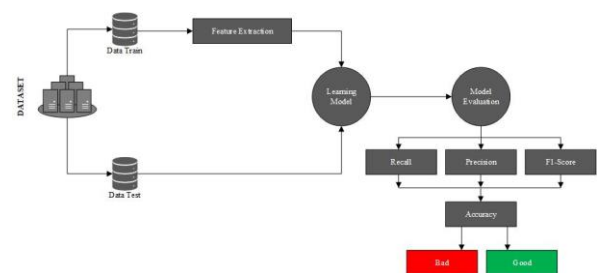 Data Train
Feature Extraction
DATASET
Learning
Model
Model
Evaluation
Data Test
Recall
Precision
F1-Score
Accuracy
Bad
Good